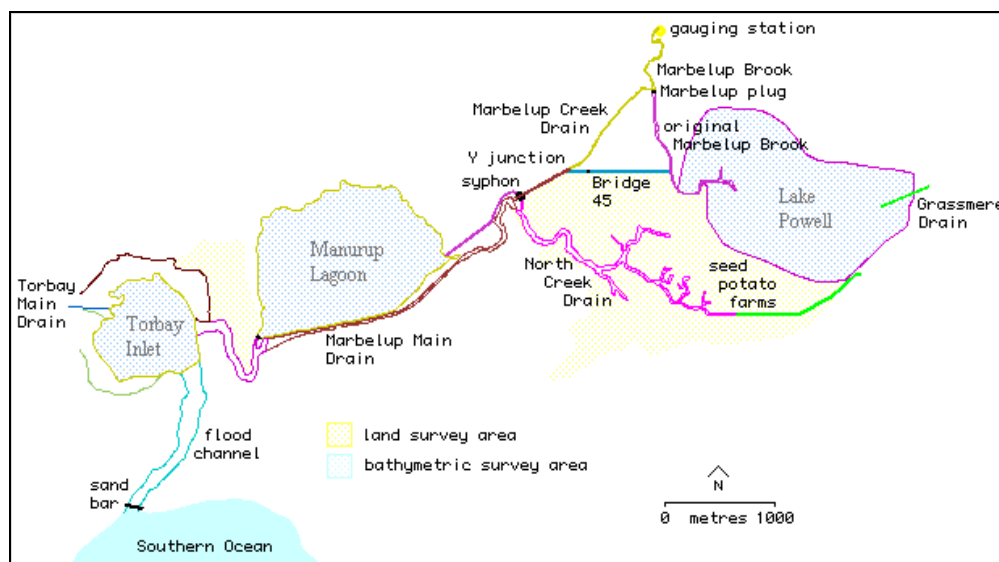 gauging station
Marbelup Brook
Marbelup plug
Marbelup Creek
Drain
original
Marbelup Brook
Y junction
syphon
Bridge
45
Lake
Powell
Grassmere
Drain
Manurup
Lagoon
North
Creek
Drain
seed
potato
farms
Torbay
Main
Drain
Torbay
Inlet
Marbelup Main
Drain
flood
channel
land survey area
bathymetric survey area
sand
bar
N
0 metres 1000
Southern Ocean